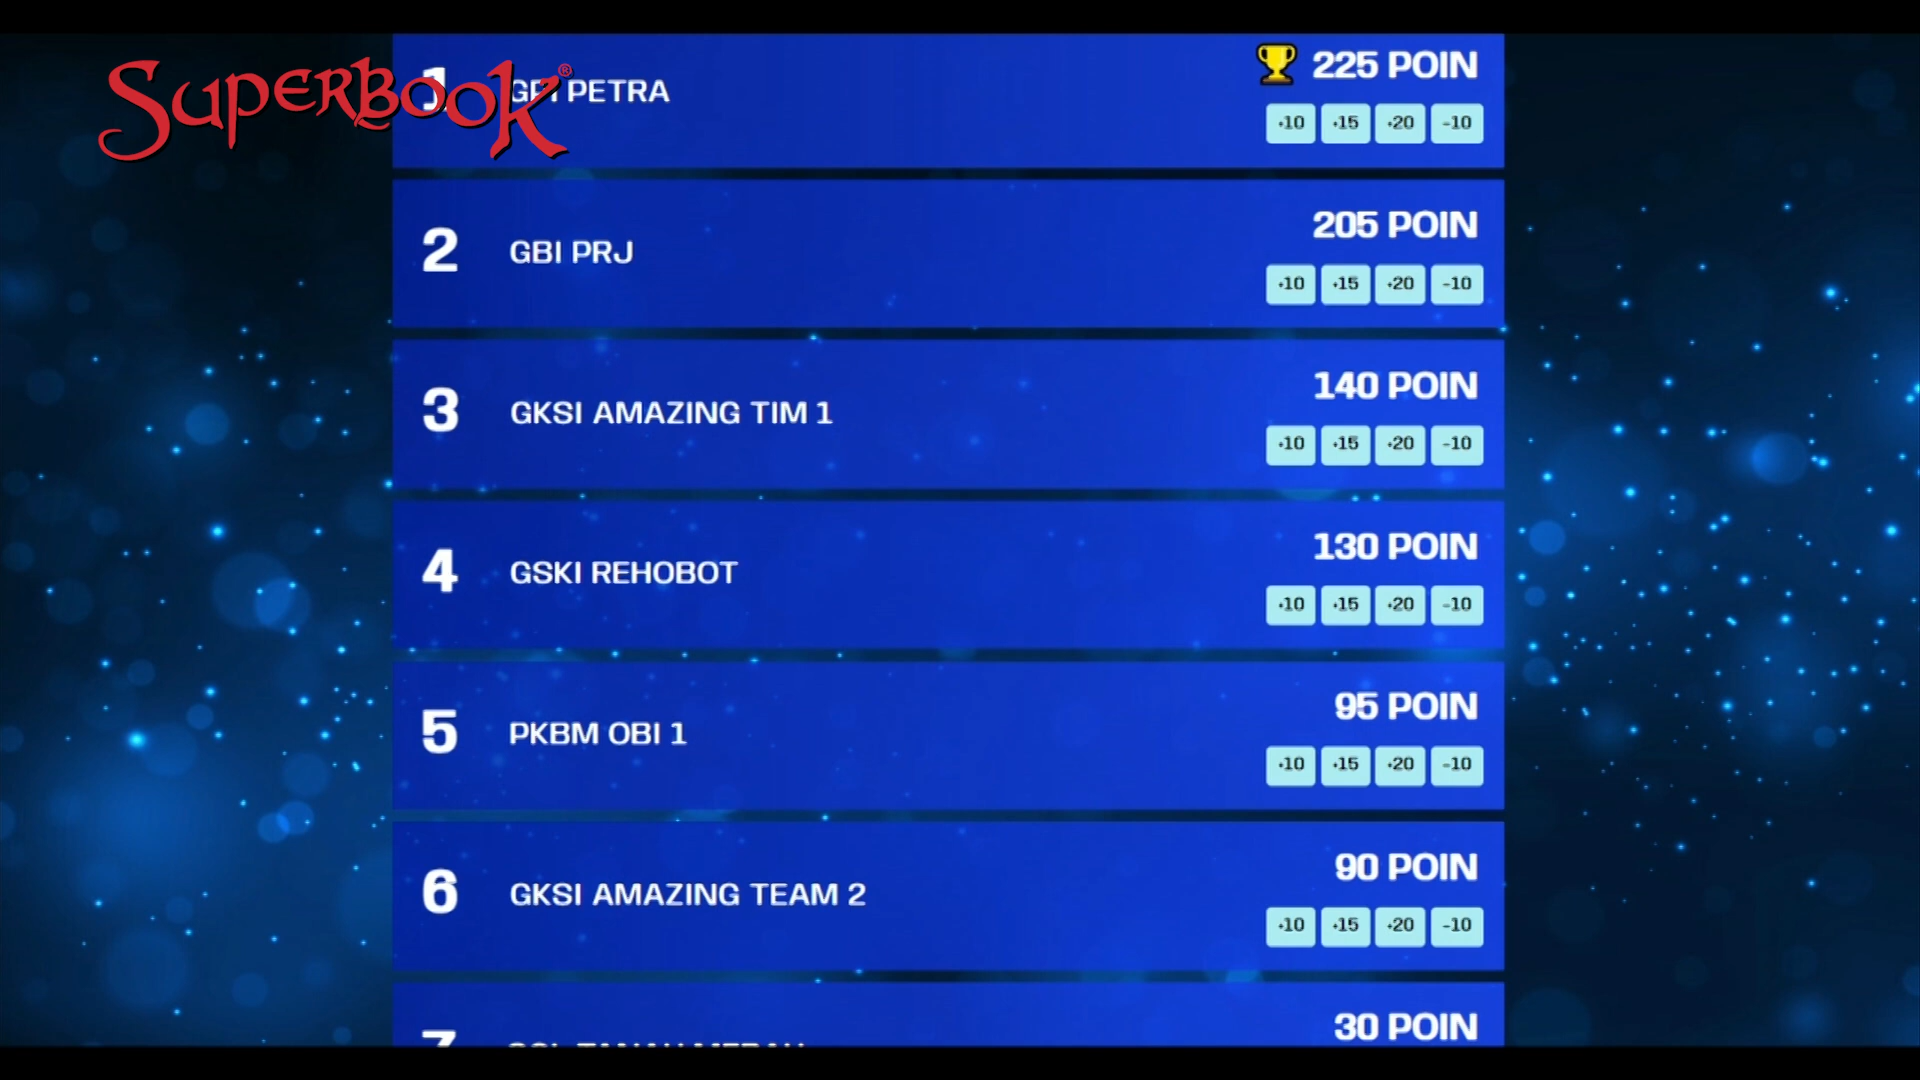 SUPERBOOK®
1
PETRA
225 POIN
+10 +15 +20 -10
2
GBI PRJ
205 POIN
+10 +15 +20 -10
3
GKSI AMAZING TIM 1
140 POIN
+10 +15 +20 -10
4
GSKI REHOBOT
130 POIN
+10 +15 +20 -10
5
PKBM OBI 1
95 POIN
+10 +15 +20 -10
6
GKSI AMAZING TEAM 2
90 POIN
+10 +15 +20 -10
7
30 POIN